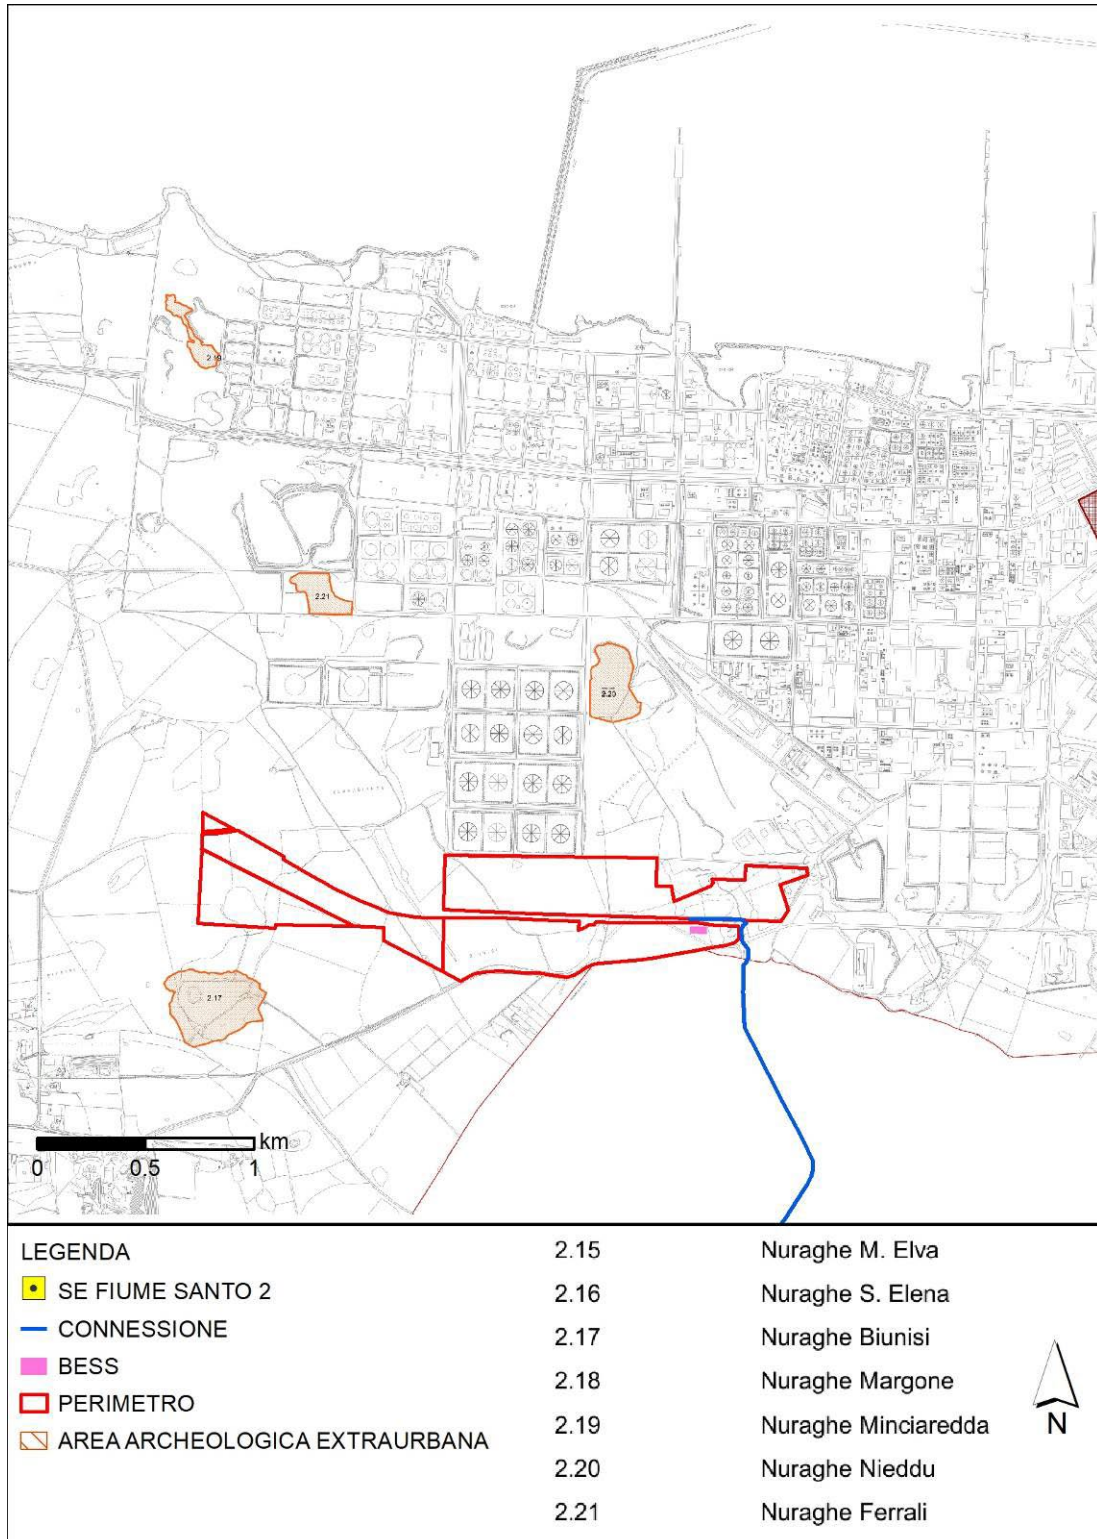 2.19
2.21
2.20
2.17
km
0 0.5 1
LEGENDA
SE FIUME SANTO 2
CONNESSIONE
BESS
PERIMETRO
AREA ARCHEOLOGICA EXTRAURBANA
2.15 Nuraghe M. Elva
2.16 Nuraghe S. Elena
2.17 Nuraghe Biunisi
2.18 Nuraghe Margone
2.19 Nuraghe Minciaredda
2.20 Nuraghe Nieddu
2.21 Nuraghe Ferrali
N